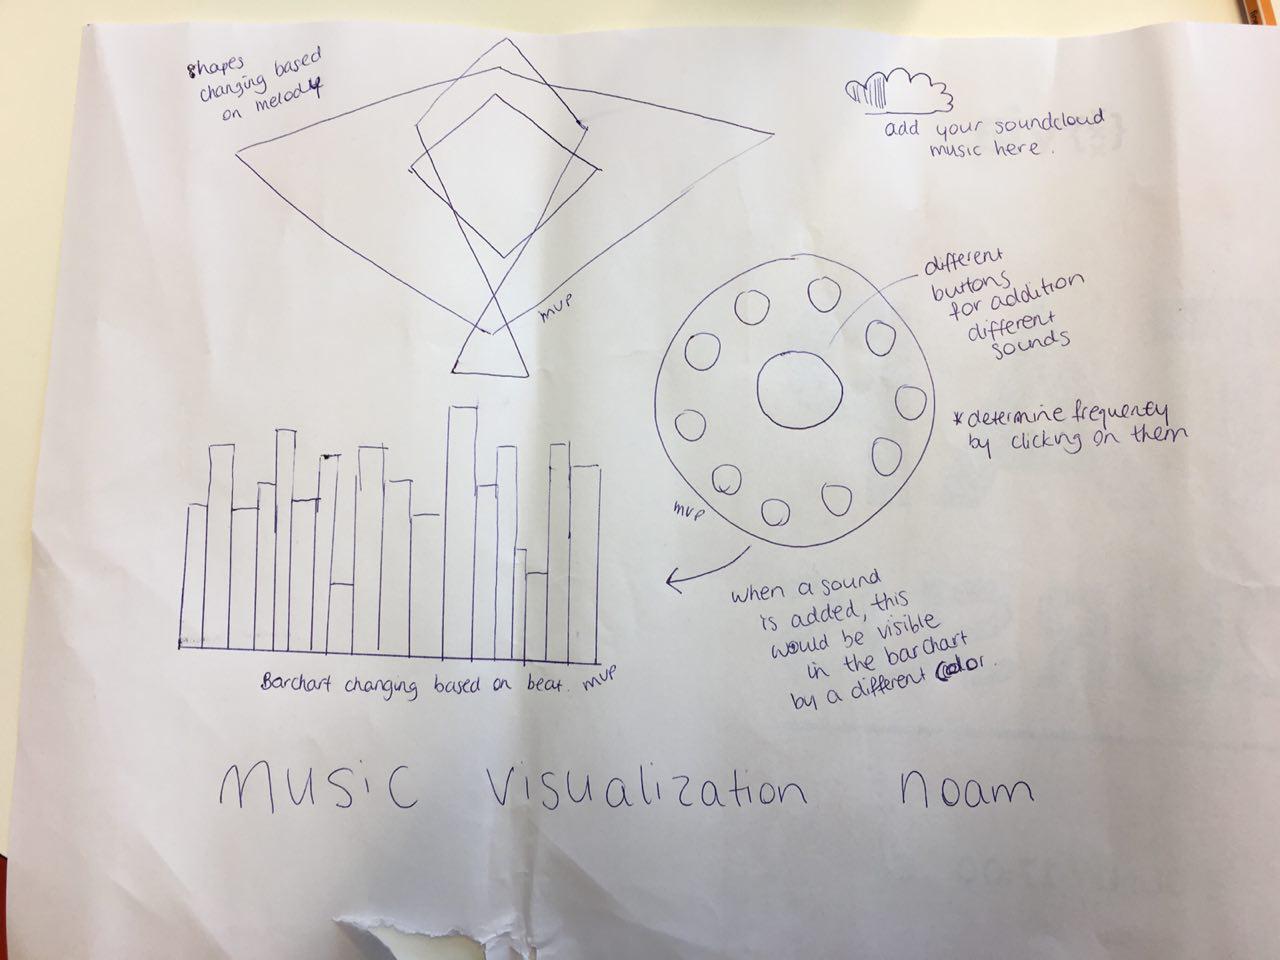 shapes
changing based
on melody
mvp
add your soundcloud
music here.
different
buttons
for addition
different
sounds
*determine frequency
by clicking on them
mvp
when a sound
is added, this
would be visible
in the barchart
by a different color.
Barchart changing based on beat. mvp
music visualization noam